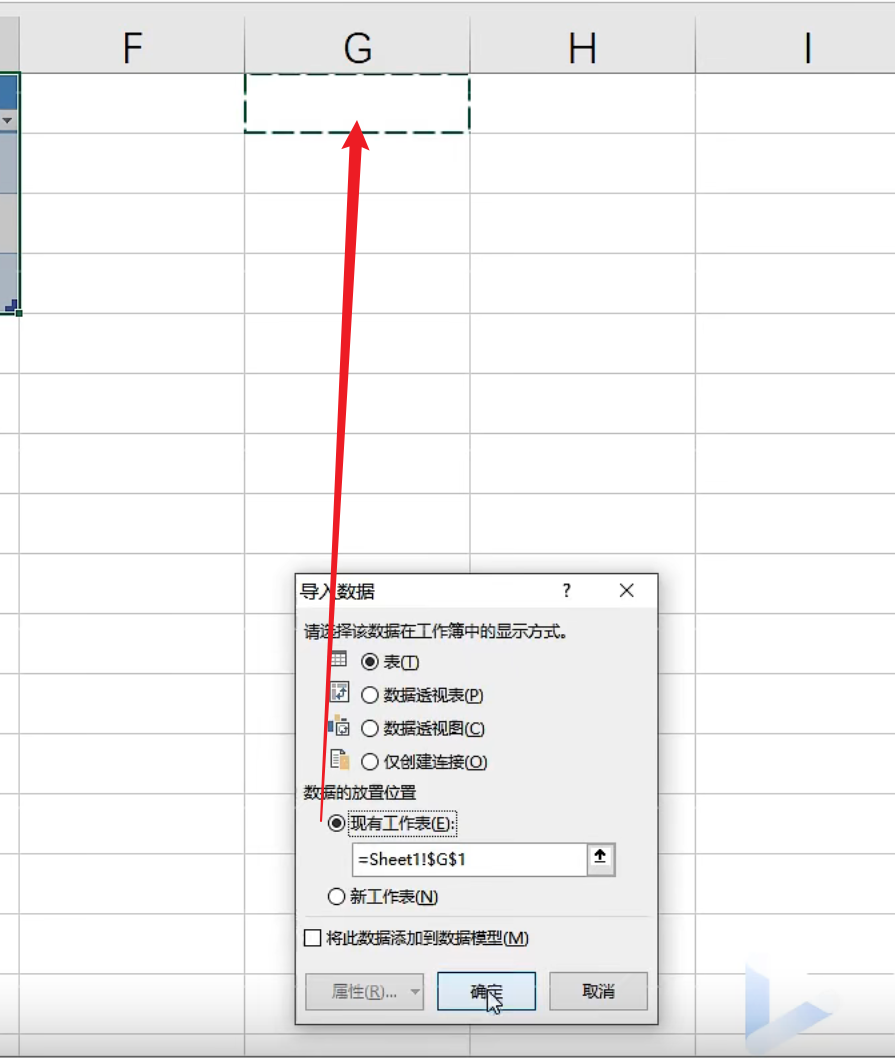 F G H I
导入数据 ?
请选择该数据在工作簿中的显示方式。
表(T)
数据透视表(P)
数据透视图(C)
仅创建连接(O)
数据的放置位置
现有工作表(E):
=Sheet1!$G$1
新工作表(N)
将此数据添加到数据模型(M)
属性(R)... 确定 取消